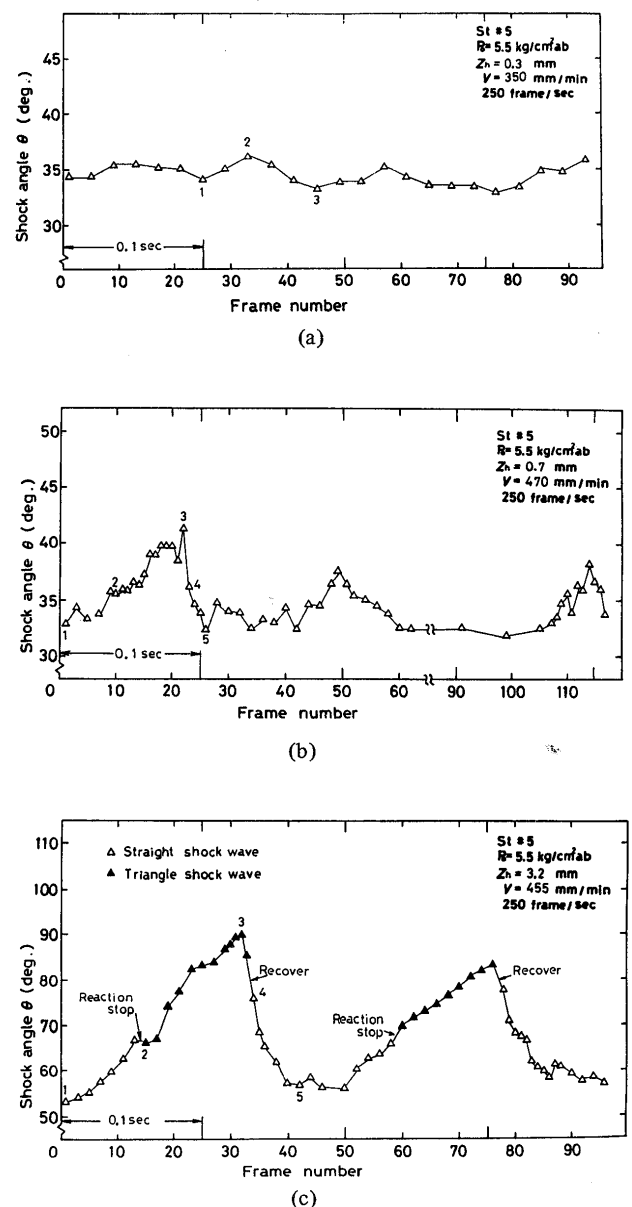 45
40
35
30
Shock angle θ (deg.)
St #5
P= 5.5 kg/cm²ab
Zh = 0.3 mm
V = 350 mm/min
250 frame/sec
1
2
3
0.1 sec
0 10 20 30 40 50 60 70 80 90
Frame number
(a)
50
45
40
35
30
Shock angle θ (deg.)
St #5
P= 5.5 kg/cm²ab
Zh = 0.7 mm
V = 470 mm/min
250 frame/sec
1
2
3
4
5
0.1 sec
0 10 20 30 40 50 60 90 100 110
Frame number
(b)
110
100
90
80
70
60
50
Shock angle θ (deg.)
△ Straight shock wave
▲ Triangle shock wave
St #5
P= 5.5 kg/cm²ab
Zh = 3.2 mm
V = 455 mm/min
250 frame/sec
1
Reaction
stop
2
3
Recover
4
5
Reaction
stop
Recover
0.1sec
0 10 20 30 40 50 60 70 80 90
Frame number
(c)